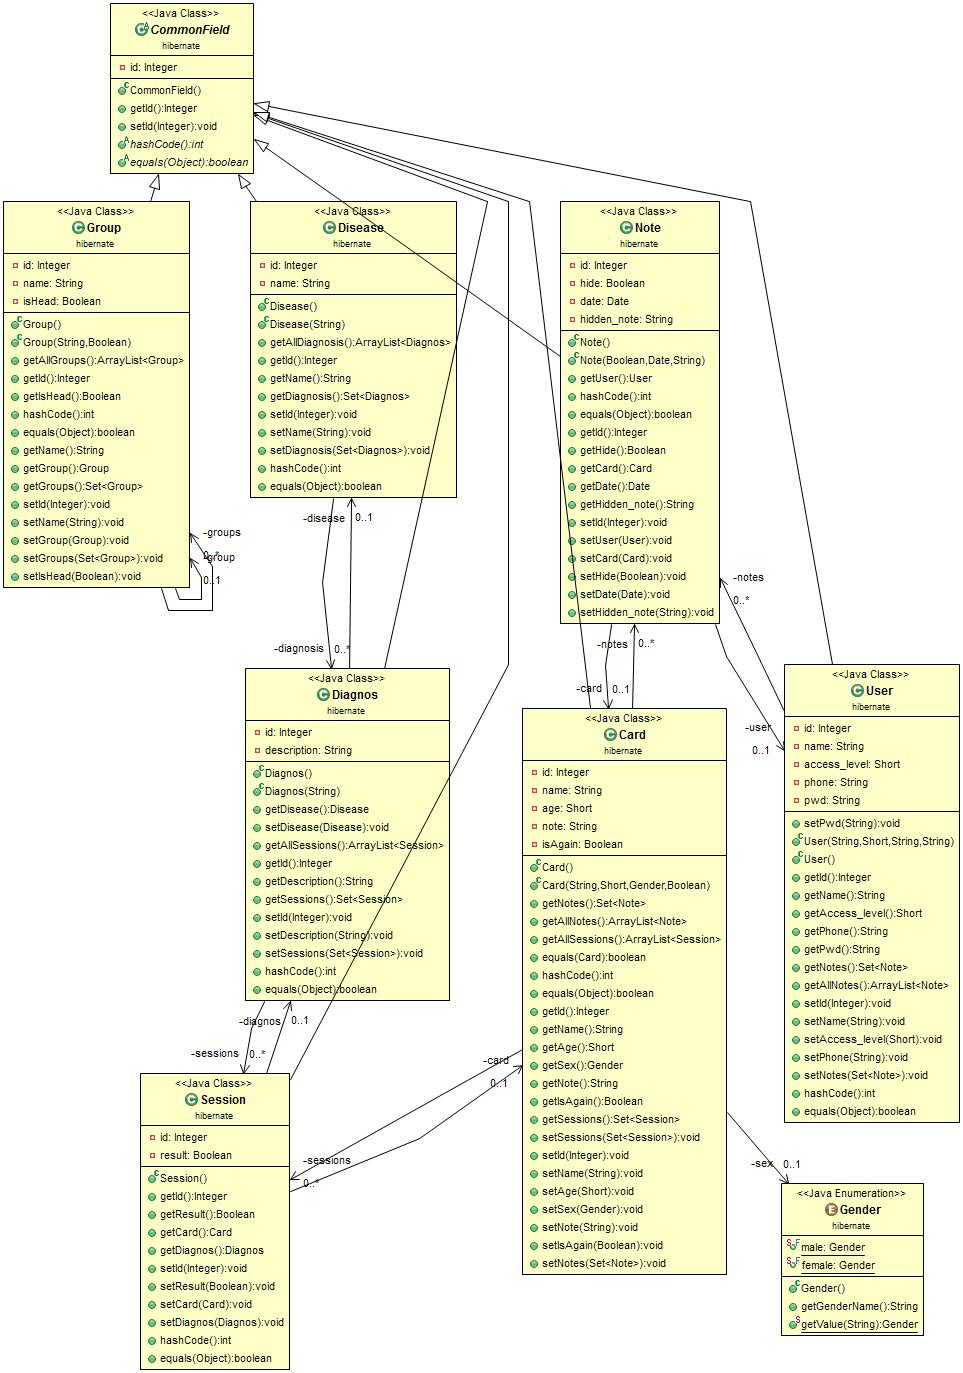 <<Java Class>>
CommonField
hibernate
id: Integer
CommonField()
getId():Integer
setId(Integer):void
hashCode():int
equals(Object):boolean
<<Java Class>>
Group
hibernate
id: Integer
name: String
isHead: Boolean
Group()
Group(String,Boolean)
getAllGroups():ArrayList<Group>
getId():Integer
getIsHead():Boolean
hashCode():int
equals(Object):boolean
getName():String
getGroup():Group
getGroups():Set<Group>
setId(Integer):void
setName(String):void
setGroup(Group):void
setGroups(Set<Group>):void
setIsHead(Boolean):void
-groups
0..*
-group
0..1
<<Java Class>>
Disease
hibernate
id: Integer
name: String
Disease()
Disease(String)
getAllDiagnosis():ArrayList<Diagnos>
getId():Integer
getName():String
getDiagnosis():Set<Diagnos>
setId(Integer):void
setName(String):void
setDiagnosis(Set<Diagnos>):void
hashCode():int
equals(Object):boolean
-disease
0..1
-diagnosis
0..*
<<Java Class>>
Note
hibernate
id: Integer
hide: Boolean
date: Date
hidden_note: String
Note()
Note(Boolean,Date,String)
getUser():User
hashCode():int
equals(Object):boolean
getId():Integer
getHide():Boolean
getCard():Card
getDate():Date
getHidden_note():String
setId(Integer):void
setUser(User):void
setCard(Card):void
setHide(Boolean):void
setDate(Date):void
setHidden_note(String):void
-notes
0..*
-notes
0..*
-card
0..1
-user
0..1
<<Java Class>>
Diagnos
hibernate
id: Integer
description: String
Diagnos()
Diagnos(String)
getDisease():Disease
setDisease(Disease):void
getAllSessions():ArrayList<Session>
getId():Integer
getDescription():String
getSessions():Set<Session>
setId(Integer):void
setDescription(String):void
setSessions(Set<Session>):void
hashCode():int
equals(Object):boolean
-diagnos
0..1
-sessions
0..*
<<Java Class>>
Card
hibernate
id: Integer
name: String
age: Short
note: String
isAgain: Boolean
Card()
Card(String,Short,Gender,Boolean)
getNotes():Set<Note>
getAllNotes():ArrayList<Note>
getAllSessions():ArrayList<Session>
equals(Card):boolean
hashCode():int
equals(Object):boolean
getId():Integer
getName():String
getAge():Short
getSex():Gender
getNote():String
getIsAgain():Boolean
getSessions():Set<Session>
setSessions(Set<Session>):void
setId(Integer):void
setName(String):void
setAge(Short):void
setSex(Gender):void
setNote(String):void
setIsAgain(Boolean):void
setNotes(Set<Note>):void
<<Java Class>>
User
hibernate
id: Integer
name: String
access_level: Short
phone: String
pwd: String
setPwd(String):void
User(String,Short,String,String)
User()
getId():Integer
getName():String
getAccess_level():Short
getPhone():String
getPwd():String
getNotes():Set<Note>
getAllNotes():ArrayList<Note>
setId(Integer):void
setName(String):void
setAccess_level(Short):void
setPhone(String):void
setNotes(Set<Note>):void
hashCode():int
equals(Object):boolean
-card
0..1
-sessions
0..*
<<Java Class>>
Session
hibernate
id: Integer
result: Boolean
Session()
getId():Integer
getResult():Boolean
getCard():Card
getDiagnos():Diagnos
setId(Integer):void
setResult(Boolean):void
setCard(Card):void
setDiagnos(Diagnos):void
hashCode():int
equals(Object):boolean
-sex
0..1
<<Java Enumeration>>
Gender
hibernate
male: Gender
female: Gender
Gender()
getGenderName():String
getValue(String):Gender